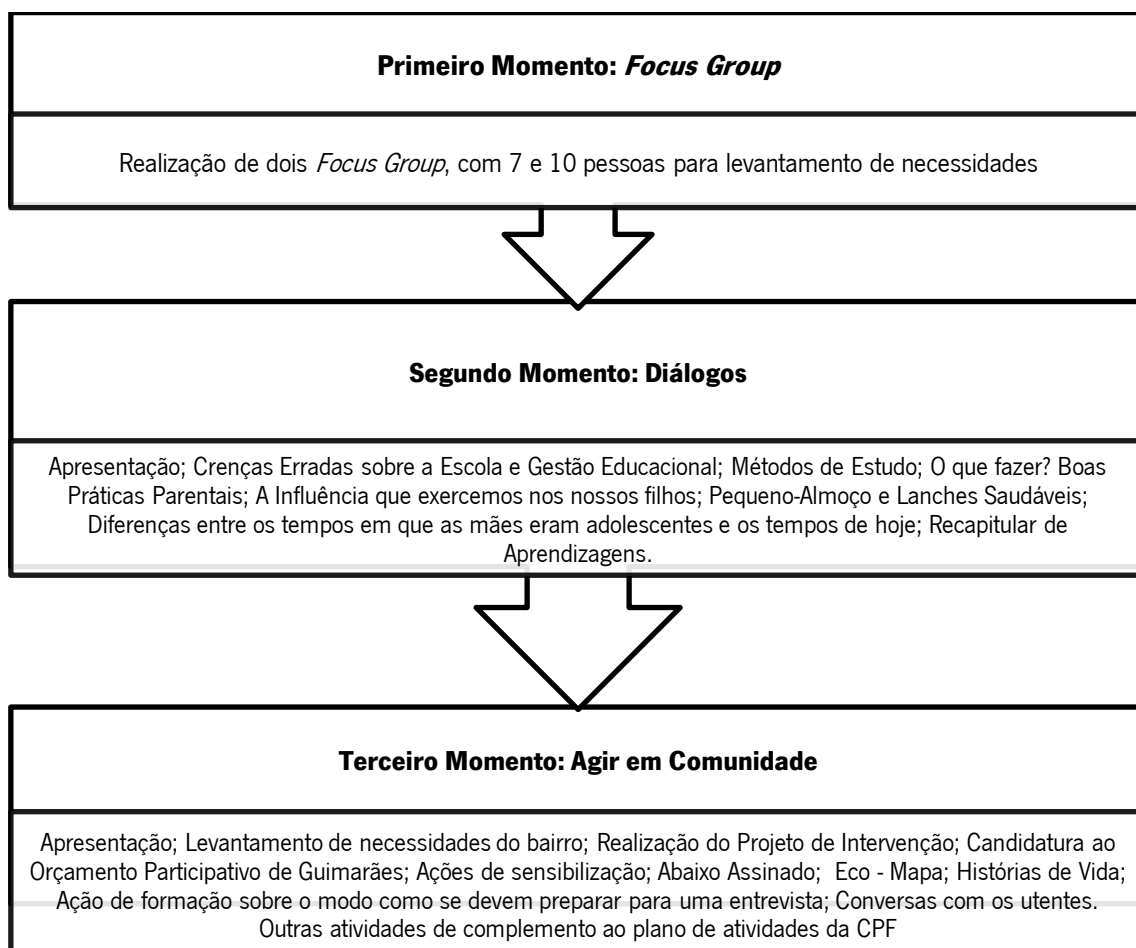 Primeiro Momento: Focus Group
Realização de dois Focus Group, com 7 e 10 pessoas para levantamento de necessidades
Segundo Momento: Diálogos
Apresentação; Crenças Erradas sobre a Escola e Gestão Educacional; Métodos de Estudo; O que fazer? Boas
Práticas Parentais; A Influência que exercemos nos nossos filhos; Pequeno-Almoço e Lanches Saudáveis;
Diferenças entre os tempos em que as mães eram adolescentes e os tempos de hoje; Recapitular de
Aprendizagens.
Terceiro Momento: Agir em Comunidade
Apresentação; Levantamento de necessidades do bairro; Realização do Projeto de Intervenção; Candidatura ao
Orçamento Participativo de Guimarães; Ações de sensibilização; Abaixo Assinado; Eco - Mapa; Histórias de Vida;
Ação de formação sobre o modo como se devem preparar para uma entrevista; Conversas com os utentes.
Outras atividades de complemento ao plano de atividades da CPF